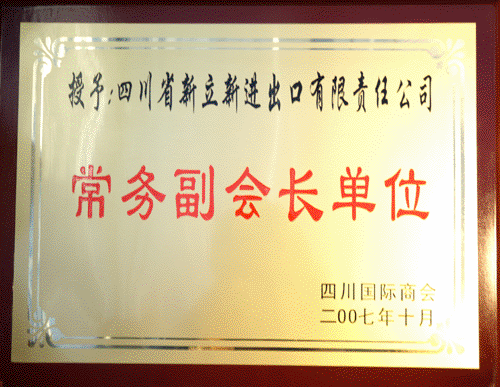 授予:四川省新立新进出口有限责任公司
常务副会长单位
四川国际商会
二00七年十月